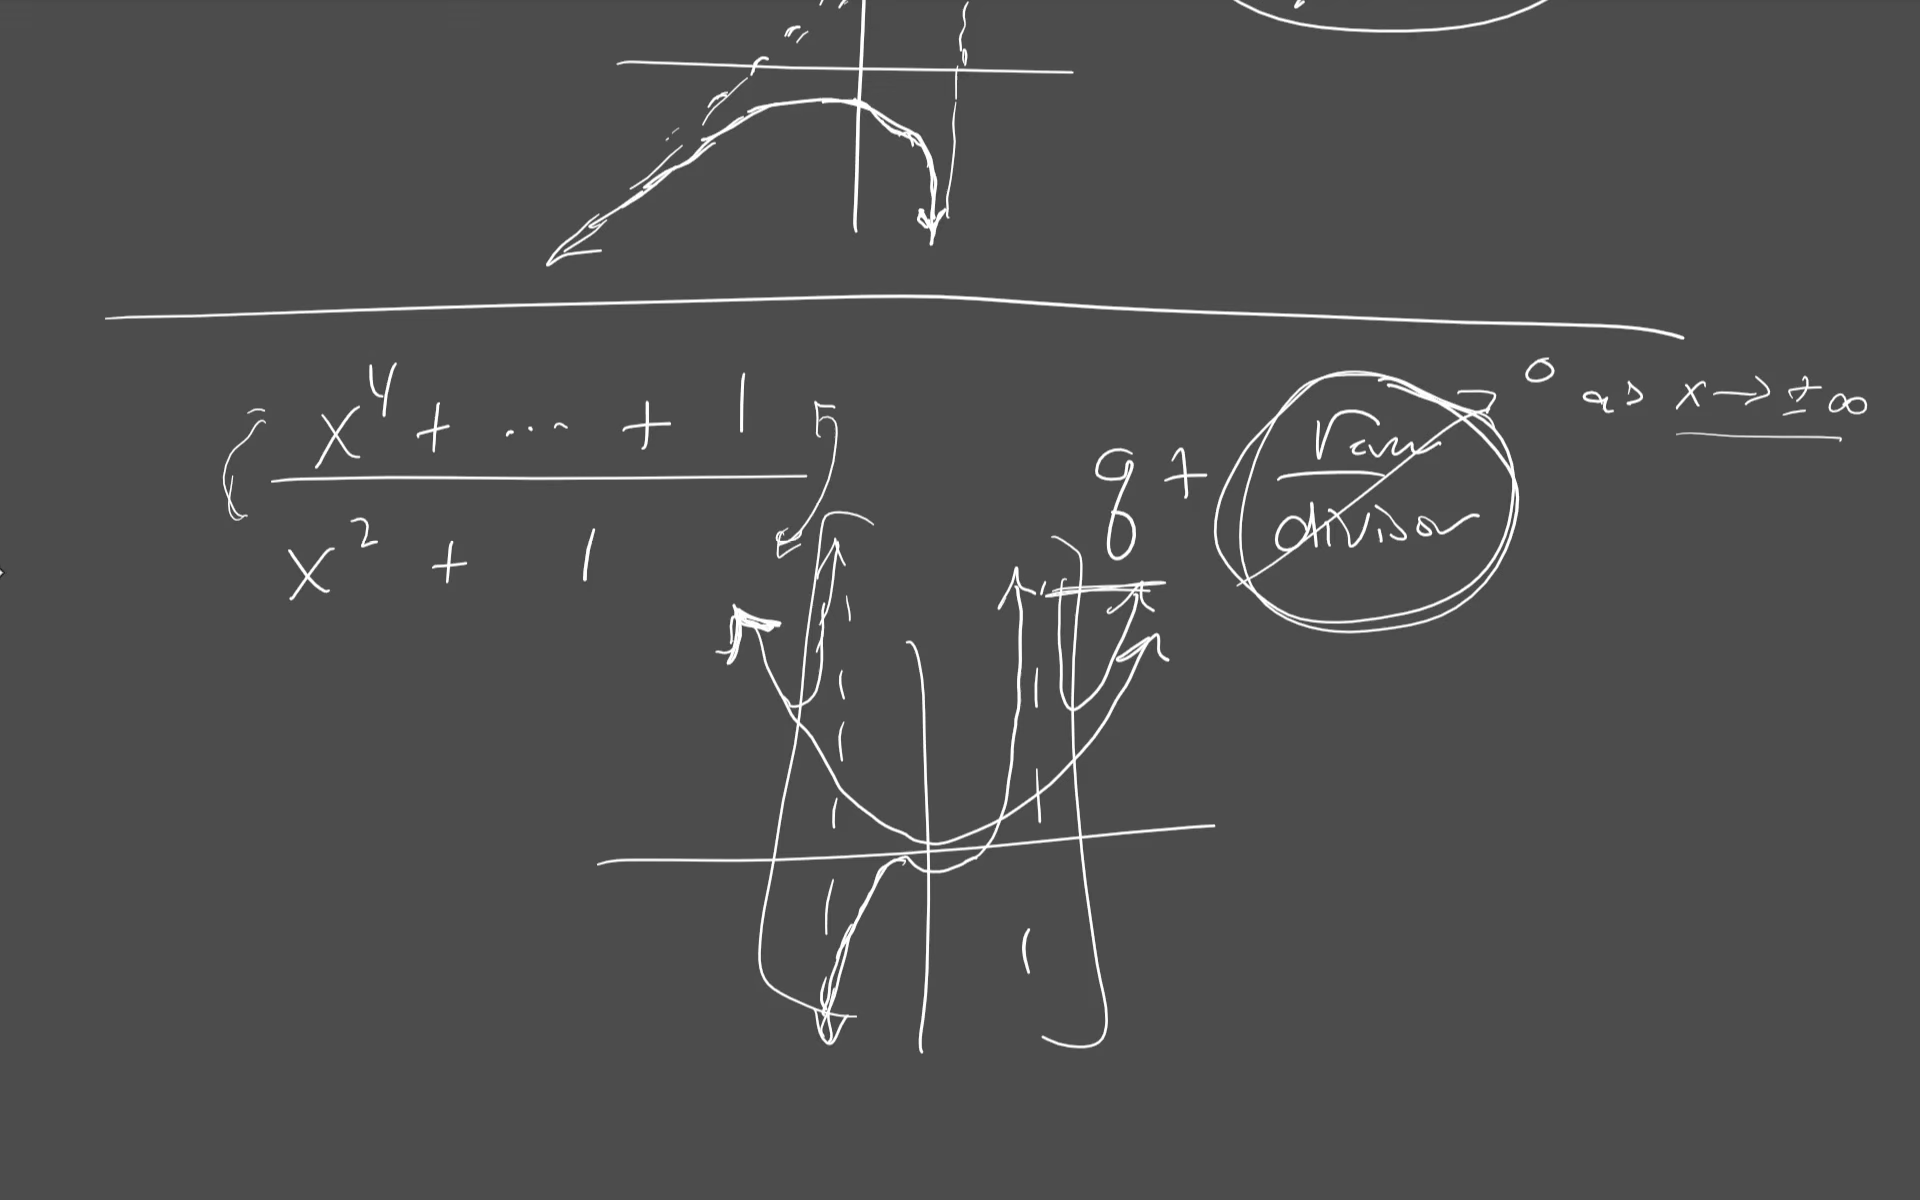 x⁴ + ... + 1
x² + 1
q + rem → 0 as x → ±∞
divisor